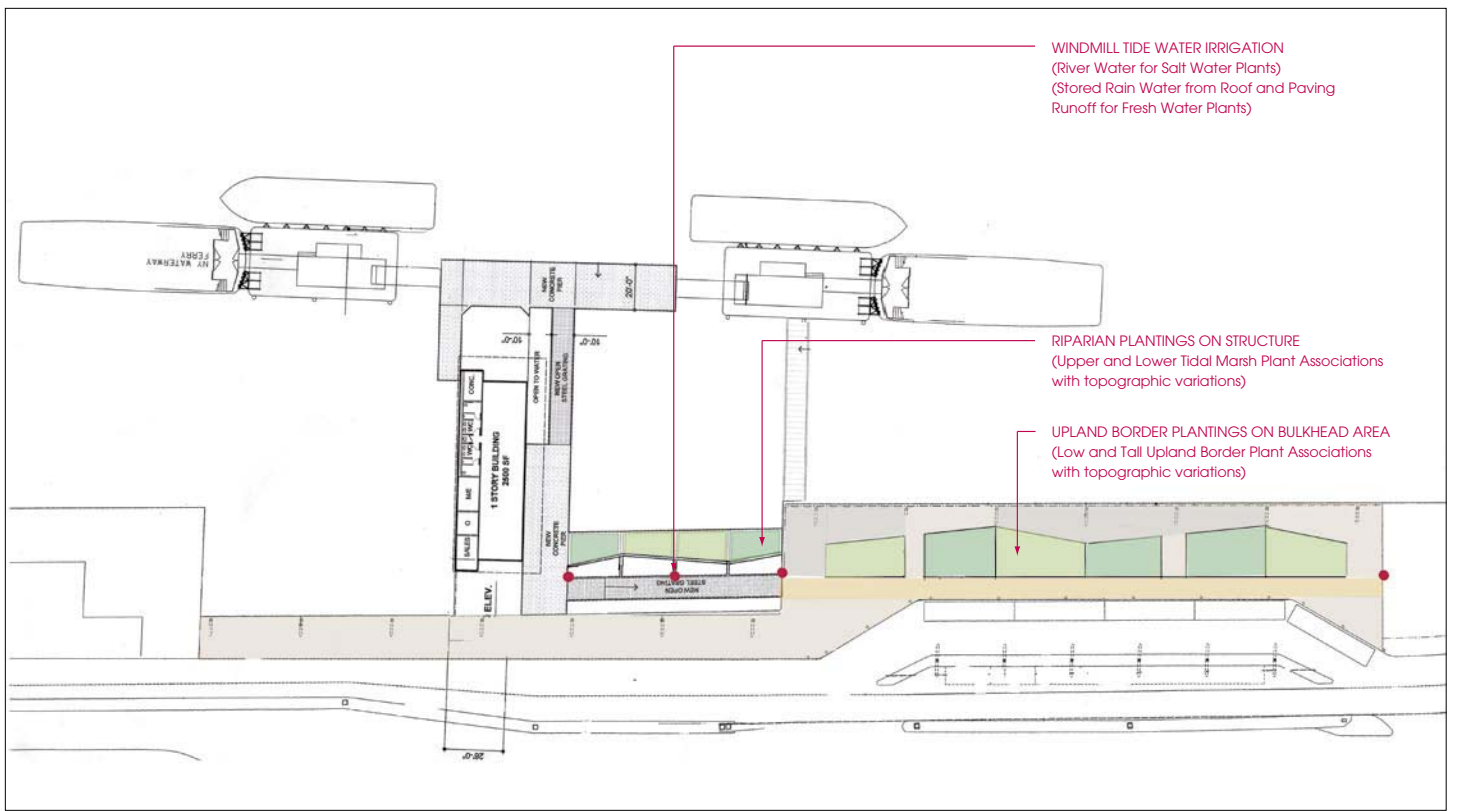 WINDMILL TIDE WATER IRRIGATION
(River Water for Salt Water Plants)
(Stored Rain Water from Roof and Paving
Runoff for Fresh Water Plants)
NY WATERWAY
FERRY
NEW
CONCRETE
PIER
20'-0"
10'-0"
10'-0"
OPEN TO WATER
NEW OPEN
STEEL GRATING
RIPARIAN PLANTINGS ON STRUCTURE
(Upper and Lower Tidal Marsh Plant Associations
with topographic variations)
UPLAND BORDER PLANTINGS ON BULKHEAD AREA
(Low and Tall Upland Border Plant Associations
with topographic variations)
CONC.
M/E
O
SALES
1 STORY BUILDING
2500 SF
NEW
CONCRETE
PIER
NEW OPEN
STEEL GRATING
ELEV.
26'-0"